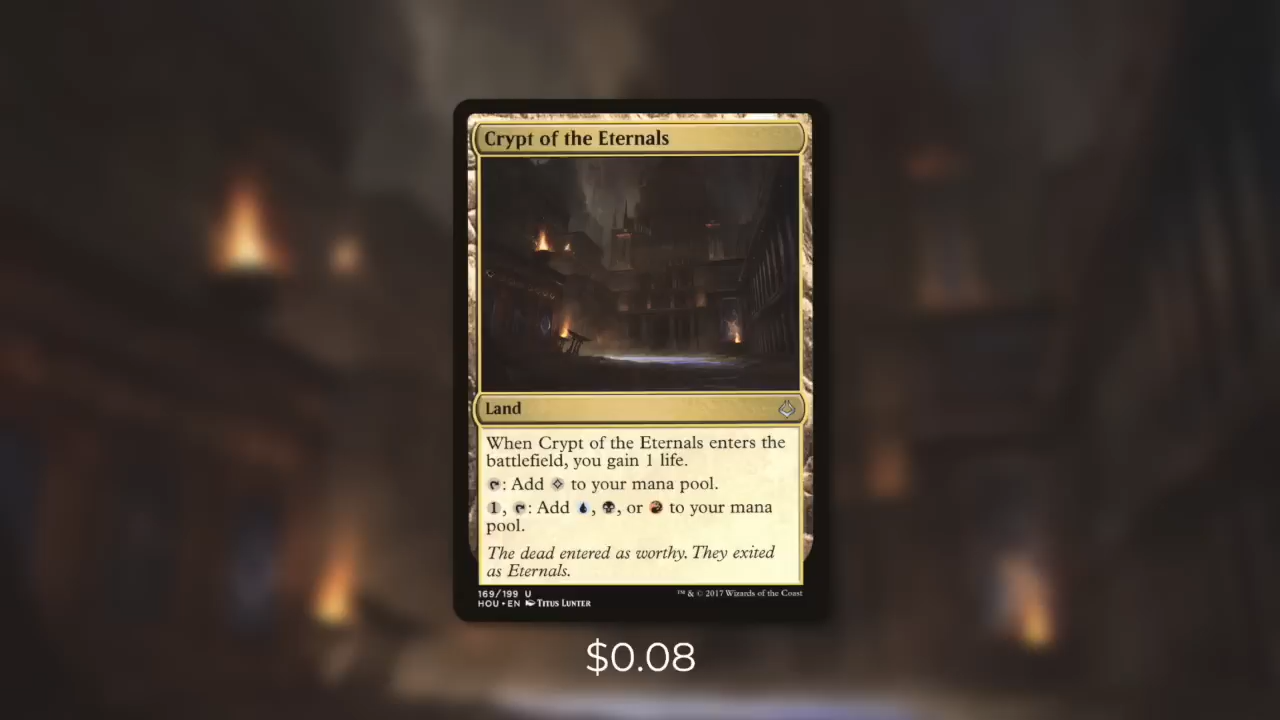 Crypt of the Eternals
Land
When Crypt of the Eternals enters the
battlefield, you gain 1 life.
: Add to your mana pool.
1, : Add , , or to your mana
pool.
The dead entered as worthy. They exited
as Eternals.
169/199 U
HOU • EN Titus Lunter
™ & © 2017 Wizards of the Coast
$0.08